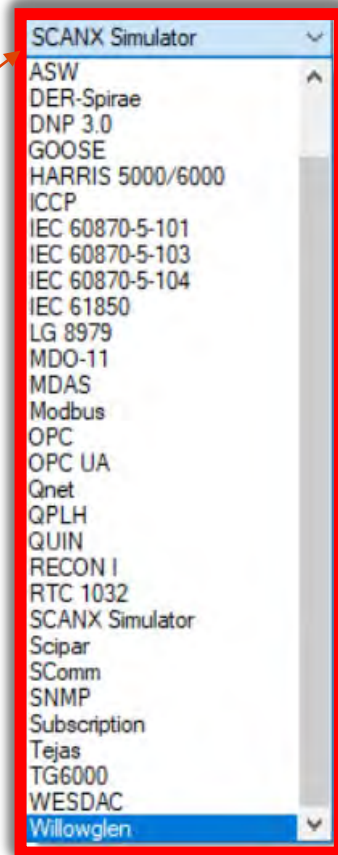 SCANX Simulator
ASW
DER-Spirae
DNP 3.0
GOOSE
HARRIS 5000/6000
ICCP
IEC 60870-5-101
IEC 60870-5-103
IEC 60870-5-104
IEC 61850
LG 8979
MDO-11
MDAS
Modbus
OPC
OPC UA
Qnet
QPLH
QUIN
RECON I
RTC 1032
SCANX Simulator
Scipar
SComm
SNMP
Subscription
Tejas
TG6000
WESDAC
Willowglen